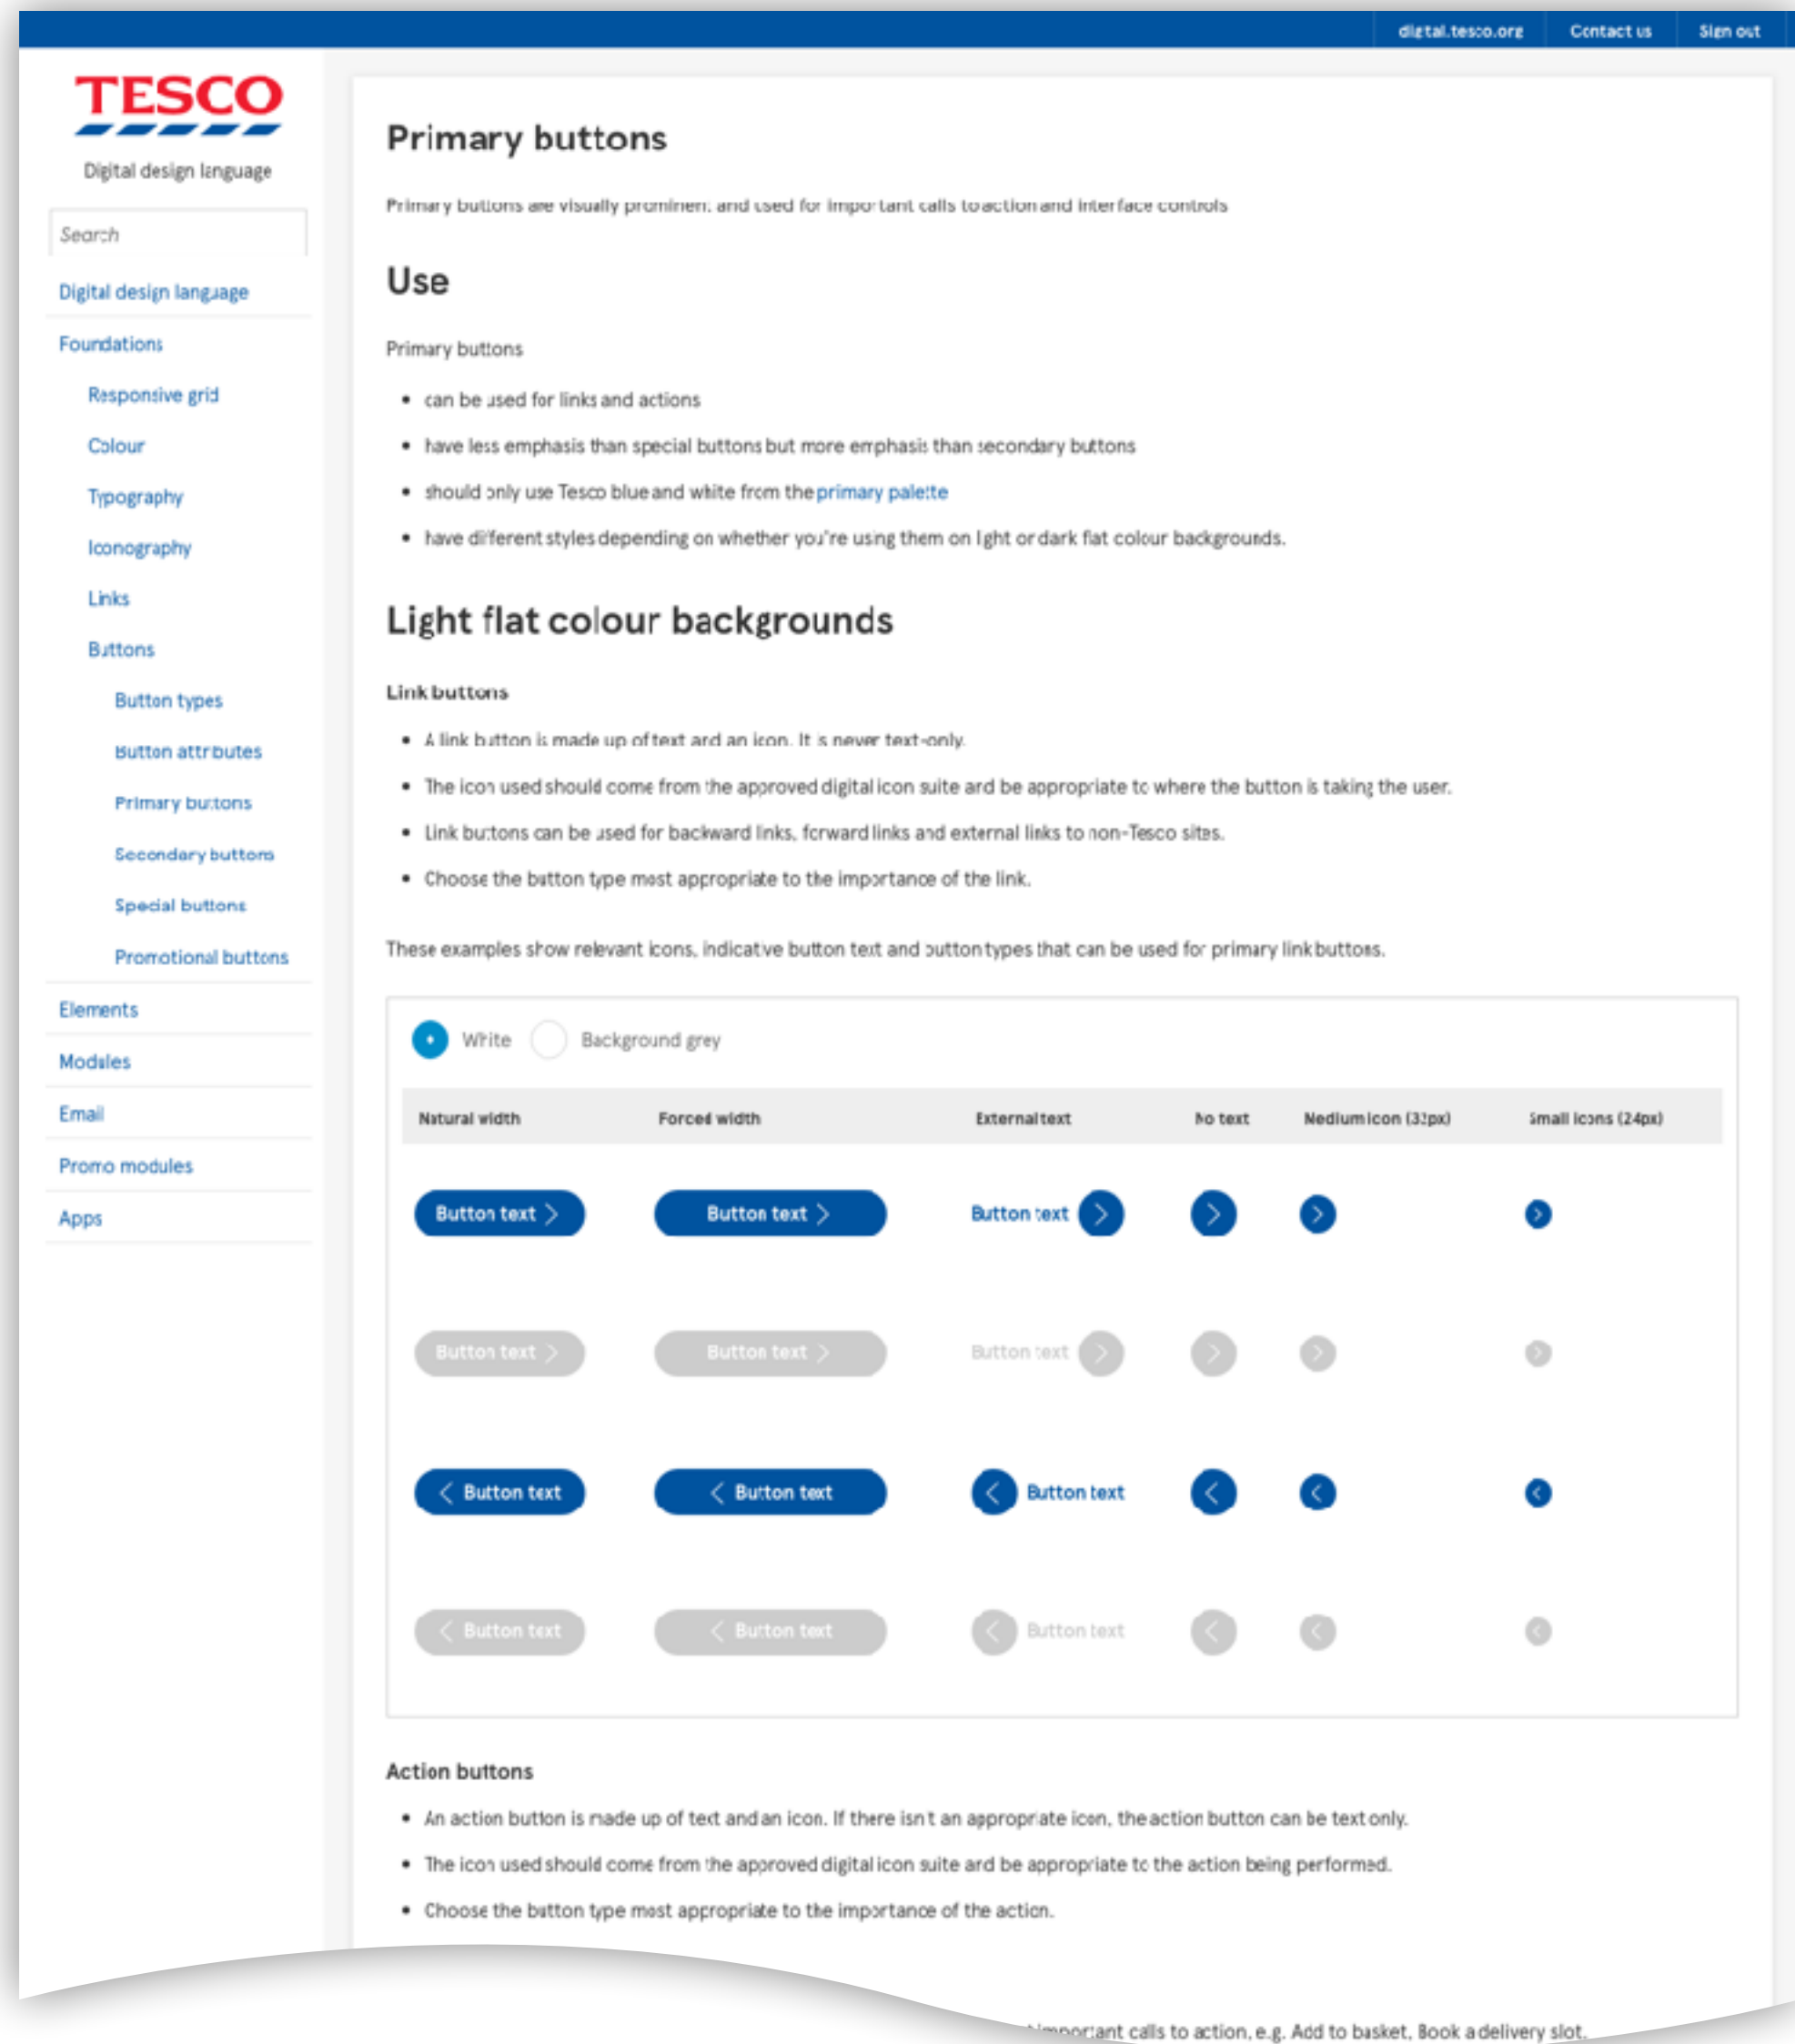 digital.tesco.org Contact us Sign out
TESCO
Digital design language
Search
Digital design language
Foundations
Responsive grid
Colour
Typography
Iconography
Links
Buttons
Button types
Button attributes
Primary buttons
Secondary buttons
Special buttons
Promotional buttons
Elements
Modules
Email
Promo modules
Apps
Primary buttons
Primary buttons are visually prominent and used for important calls to action and interface controls
Use
Primary buttons
• can be used for links and actions
• have less emphasis than special buttons but more emphasis than secondary buttons
• should only use Tesco blue and white from the primary palette
• have different styles depending on whether you're using them on light or dark flat colour backgrounds.
Light flat colour backgrounds
Link buttons
• A link button is made up of text and an icon. It is never text-only.
• The icon used should come from the approved digital icon suite and be appropriate to where the button is taking the user.
• Link buttons can be used for backward links, forward links and external links to non-Tesco sites.
• Choose the button type most appropriate to the importance of the link.
These examples show relevant icons, indicative button text and button types that can be used for primary link buttons.
White Background grey
Natural width Forced width External text No text Medium icon (32px) Small icons (24px)
Button text Button text Button text
Button text Button text Button text
Button text Button text Button text
Button text Button text Button text
Action buttons
• An action button is made up of text and an icon. If there isn't an appropriate icon, the action button can be text only.
• The icon used should come from the approved digital icon suite and be appropriate to the action being performed.
• Choose the button type most appropriate to the importance of the action.
important calls to action, e.g. Add to basket, Book a delivery slot.